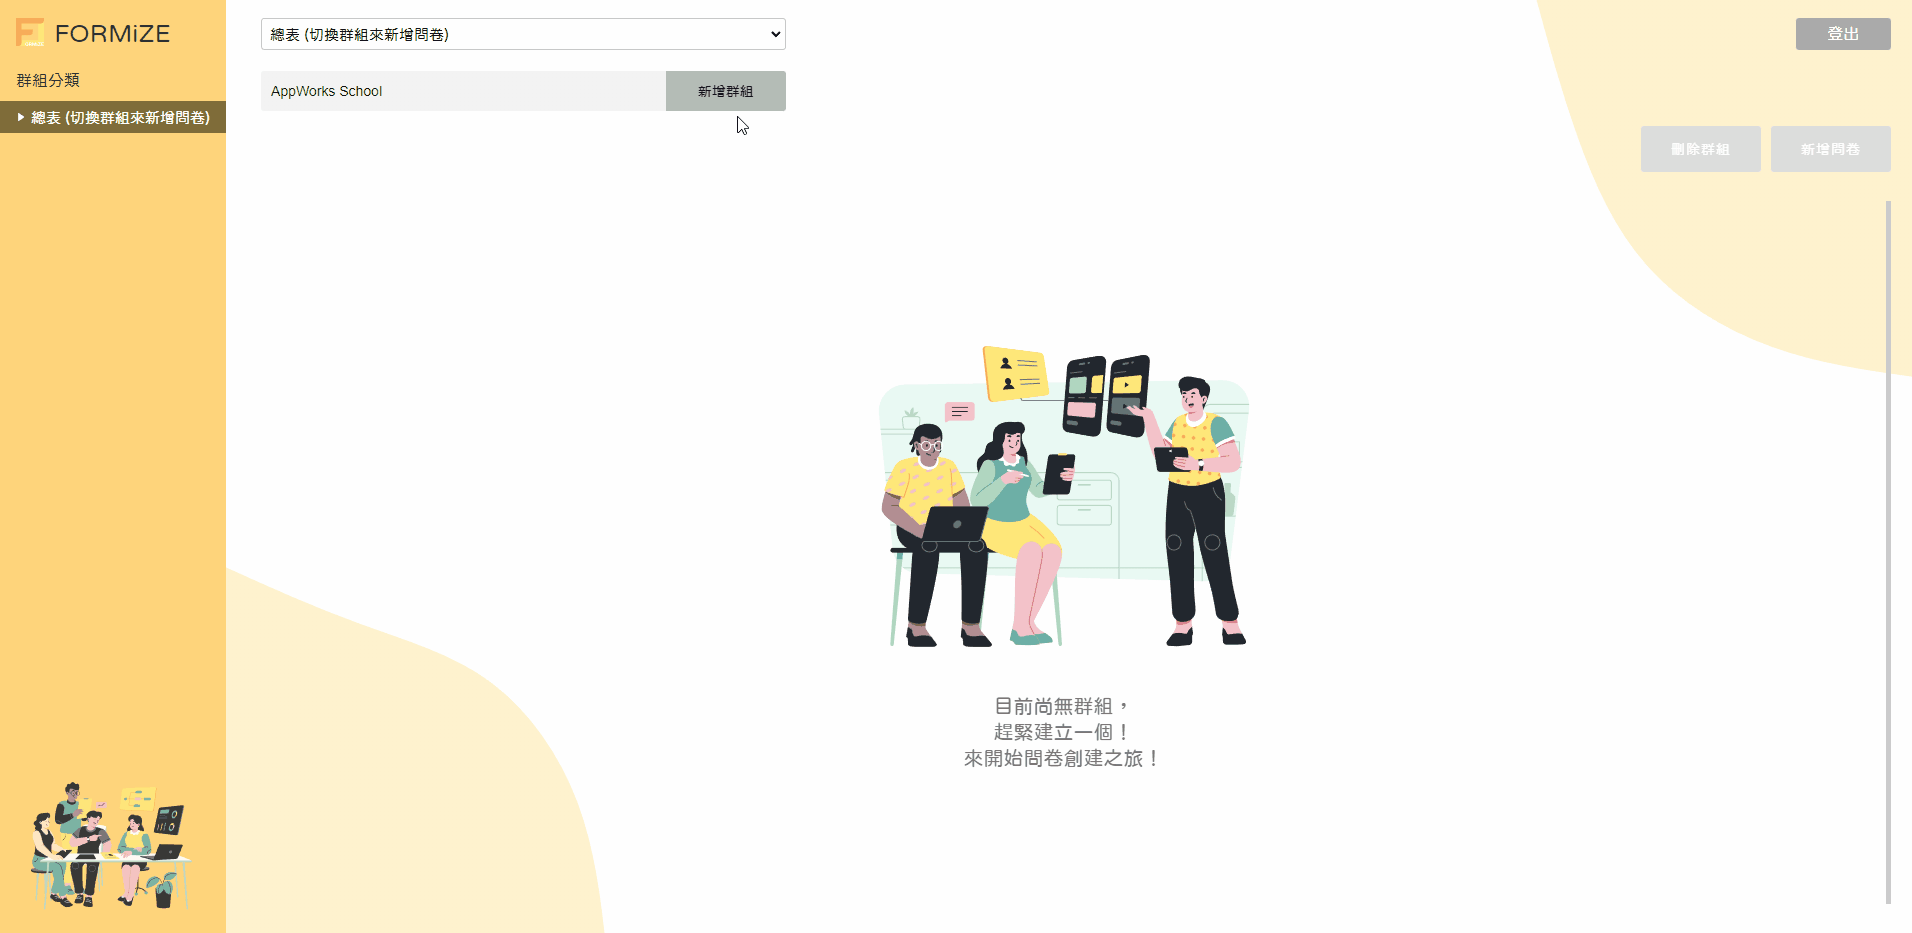 FORMiZE
總表 (切換群組來新增問卷)
登出
群組分類
AppWorks School
新增群組
總表 (切換群組來新增問卷)
刪除群組
新增問卷
目前尚無群組，
趕緊建立一個！
來開始問卷創建之旅！